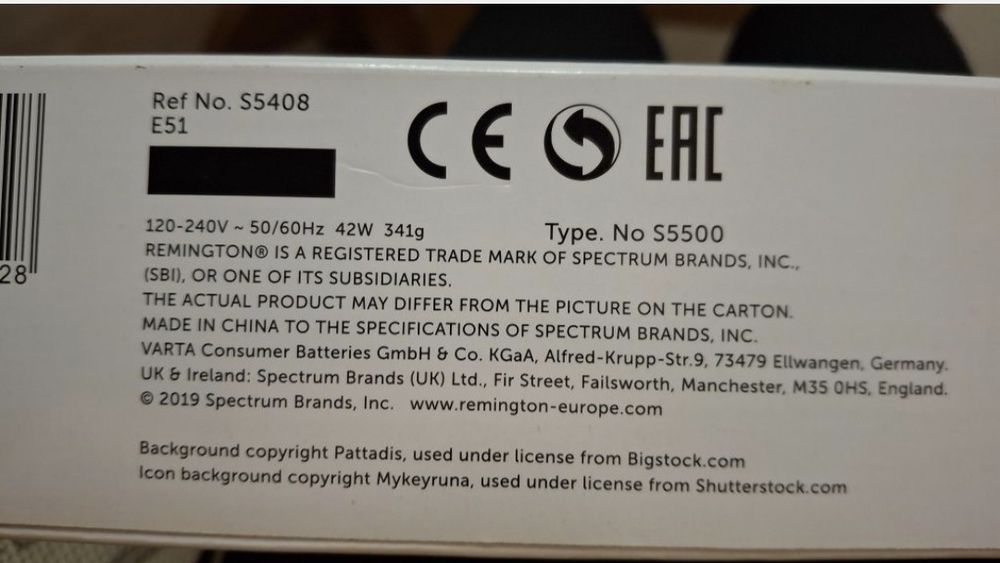 28
Ref No. S5408
E51
CE EAC
120-240V ~ 50/60Hz 42W 341g
Type. No S5500
REMINGTON® IS A REGISTERED TRADE MARK OF SPECTRUM BRANDS, INC.,
(SBI), OR ONE OF ITS SUBSIDIARIES.
THE ACTUAL PRODUCT MAY DIFFER FROM THE PICTURE ON THE CARTON.
MADE IN CHINA TO THE SPECIFICATIONS OF SPECTRUM BRANDS, INC.
VARTA Consumer Batteries GmbH & Co. KGaA, Alfred-Krupp-Str.9, 73479 Ellwangen, Germany.
UK & Ireland: Spectrum Brands (UK) Ltd., Fir Street, Failsworth, Manchester, M35 0HS, England.
© 2019 Spectrum Brands, Inc. www.remington-europe.com
Background copyright Pattadis, used under license from Bigstock.com
Icon background copyright Mykeyruna, used under license from Shutterstock.com